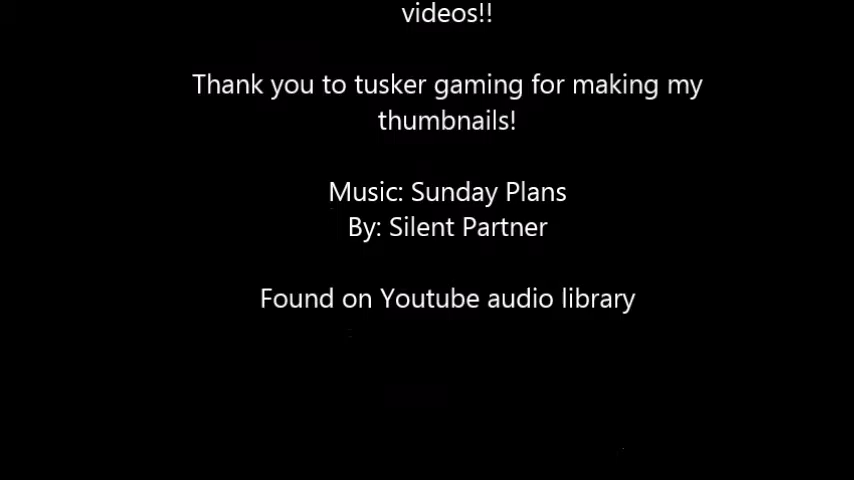 videos!!
Thank you to tusker gaming for making my
thumbnails!
Music: Sunday Plans
By: Silent Partner
Found on Youtube audio library